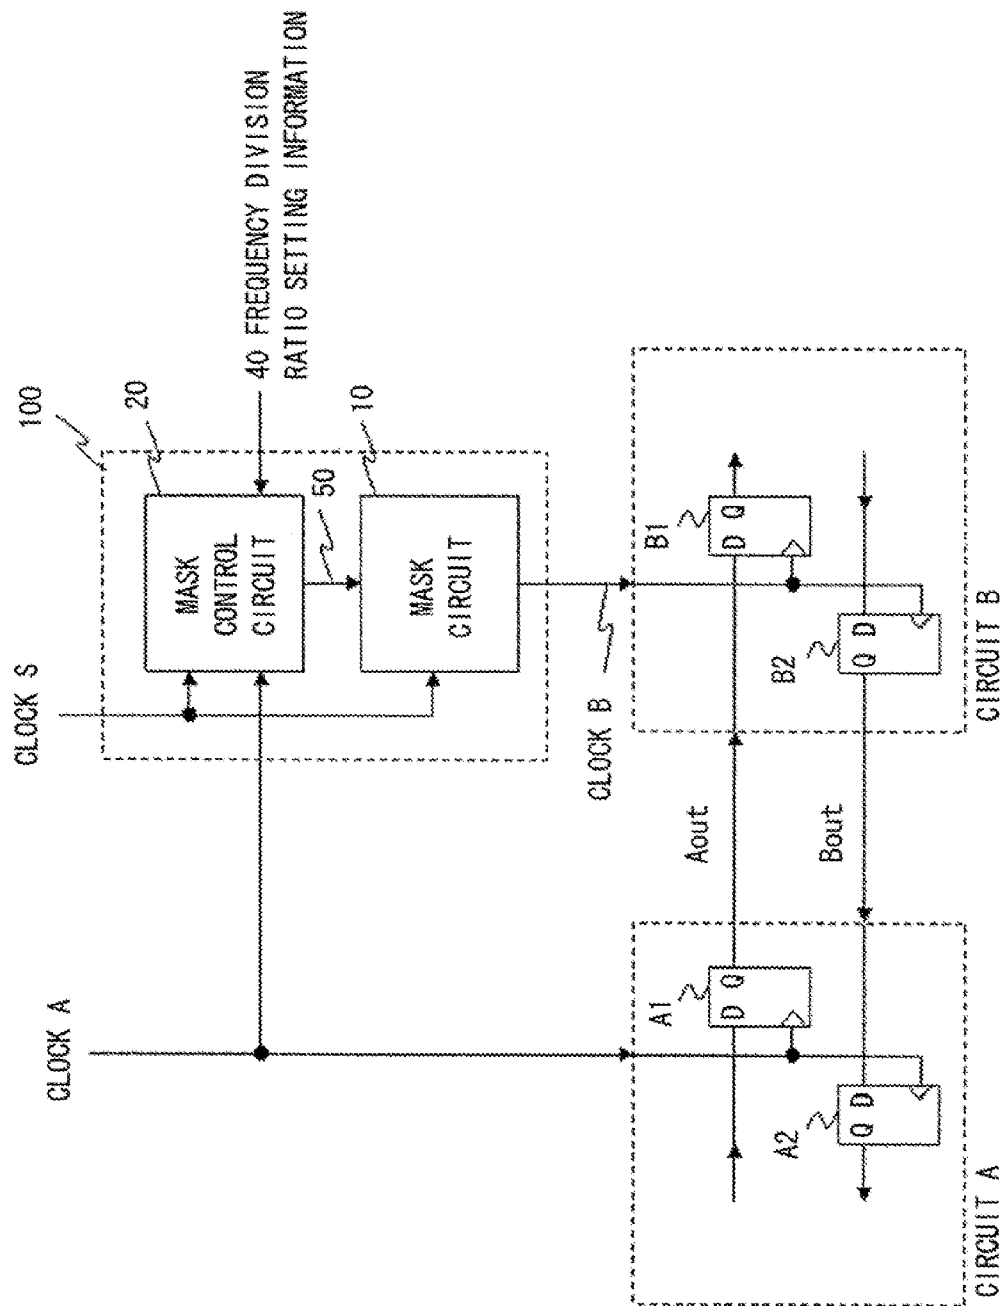 CLOCK A
CLOCK S
100
20
MASK
CONTROL
CIRCUIT
40 FREQUENCY DIVISION
RATIO SETTING INFORMATION
50
10
MASK
CIRCUIT
CLOCK B
A1
D Q
A2
Q D
CIRCUIT A
Aout
Bout
B1
D Q
B2
Q D
CIRCUIT B